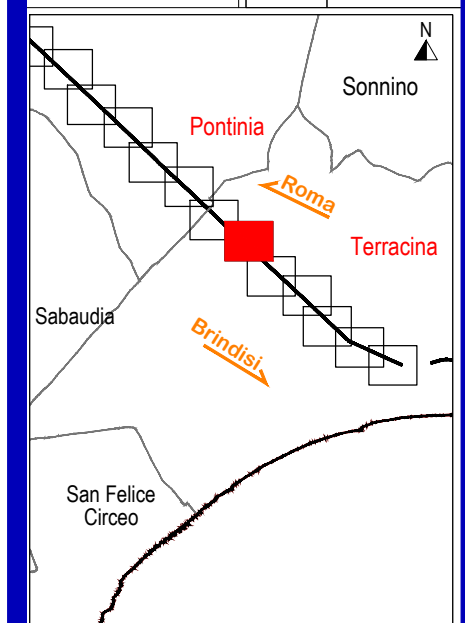 N
Sonnino
Pontinia
Roma
Terracina
Sabaudia
Brindisi
San Felice
Circeo